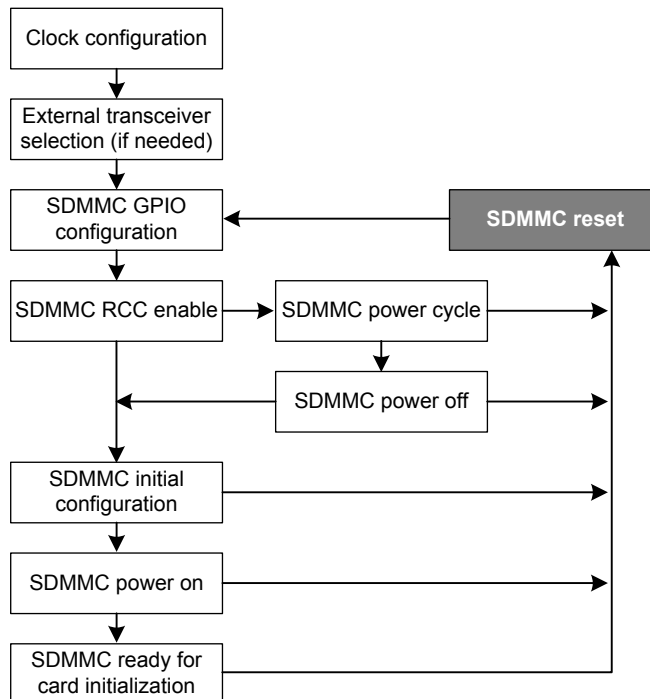 Clock configuration
External transceiver
selection (if needed)
SDMMC GPIO
configuration
SDMMC reset
SDMMC RCC enable
SDMMC power cycle
SDMMC power off
SDMMC initial
configuration
SDMMC power on
SDMMC ready for
card initialization